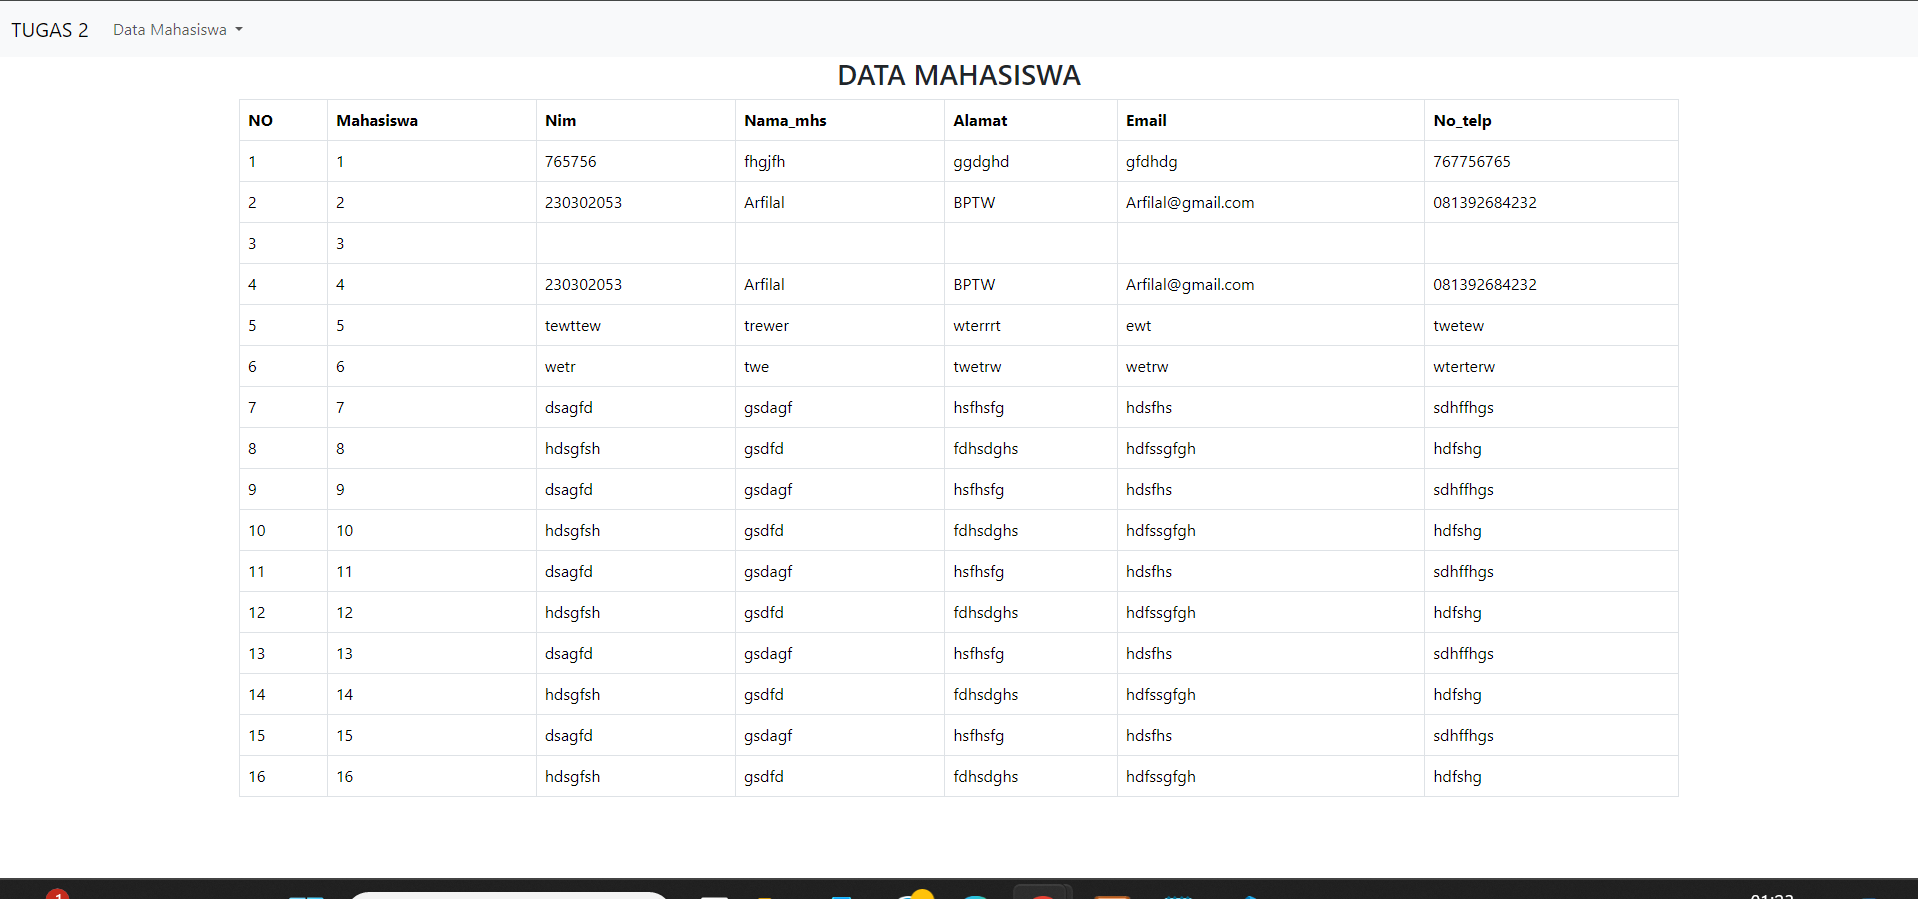 TUGAS 2 Data Mahasiswa
DATA MAHASISWA
NO Mahasiswa Nim Nama_mhs Alamat Email No_telp
1 1 765756 fhgjfh ggdghd gfdhdg 767756765
2 2 230302053 Arfilal BPTW Arfilal@gmail.com 081392684232
3 3
4 4 230302053 Arfilal BPTW Arfilal@gmail.com 081392684232
5 5 tewttew trewer wterrrt ewt twetew
6 6 wetr twe twetrw wetrw wterterw
7 7 dsagfd gsdagf hsfhsfg hdsfhs sdhffhgs
8 8 hdsgfsh gsdfd fdhsdghs hdfssgfgh hdfshg
9 9 dsagfd gsdagf hsfhsfg hdsfhs sdhffhgs
10 10 hdsgfsh gsdfd fdhsdghs hdfssgfgh hdfshg
11 11 dsagfd gsdagf hsfhsfg hdsfhs sdhffhgs
12 12 hdsgfsh gsdfd fdhsdghs hdfssgfgh hdfshg
13 13 dsagfd gsdagf hsfhsfg hdsfhs sdhffhgs
14 14 hdsgfsh gsdfd fdhsdghs hdfssgfgh hdfshg
15 15 dsagfd gsdagf hsfhsfg hdsfhs sdhffhgs
16 16 hdsgfsh gsdfd fdhsdghs hdfssgfgh hdfshg